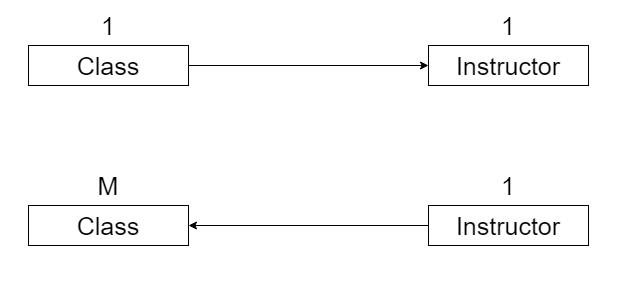 1 1
Class Instructor
M 1
Class Instructor